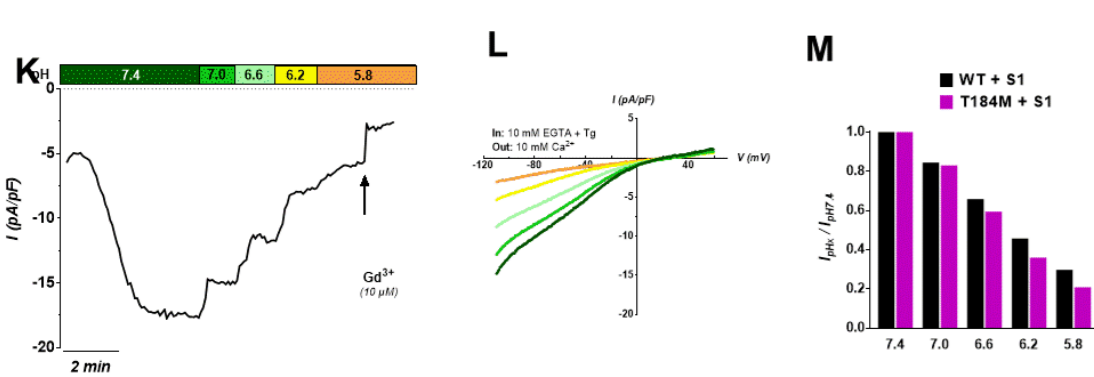 K
pH
7.4 7.0 6.6 6.2 5.8
0
-5
-10
-15
-20
I (pA/pF)
Gd³⁺
(10 µM)
2 min
L
I (pA/pF)
5
In: 10 mM EGTA + Tg
Out: 10 mM Ca²⁺
-120 -80 -40 40 V (mV)
-5
-10
-15
-20
M
WT + S1
T184M + S1
1.0
0.8
0.6
0.4
0.2
0.0
IpHx / IpH7.4
7.4 7.0 6.6 6.2 5.8